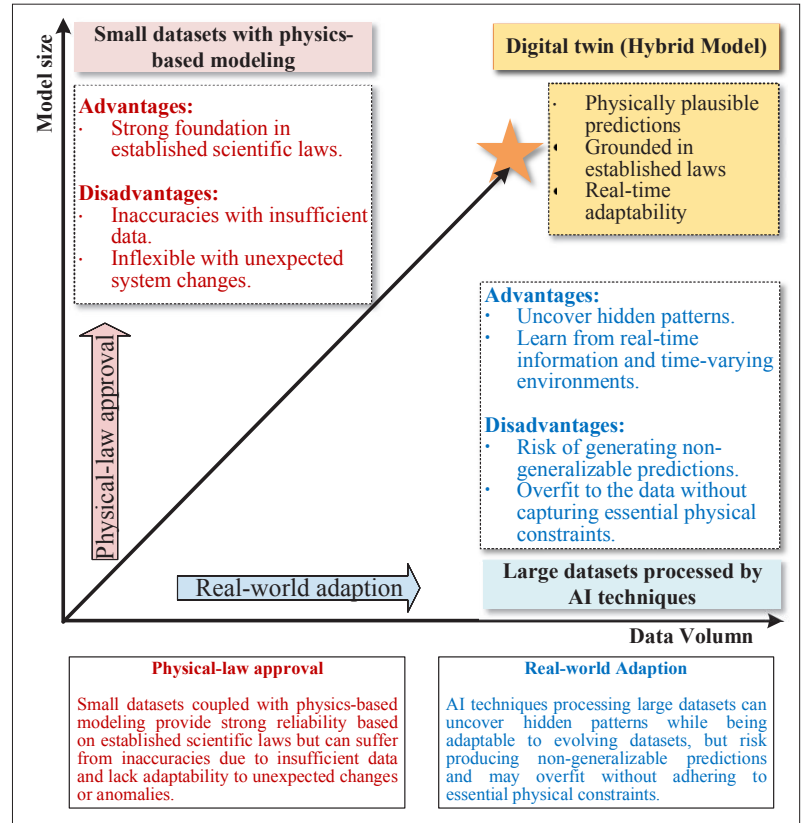 Model size
Small datasets with physics-
based modeling
Advantages:
· Strong foundation in
established scientific laws.
Disadvantages:
· Inaccuracies with insufficient
data.
· Inflexible with unexpected
system changes.
Digital twin (Hybrid Model)
· Physically plausible
predictions
• Grounded in
established laws
• Real-time
adaptability
Advantages:
· Uncover hidden patterns.
· Learn from real-time
information and time-varying
environments.
Disadvantages:
· Risk of generating non-
generalizable predictions.
· Overfit to the data without
capturing essential physical
constraints.
Physical-law approval
Real-world adaption
Large datasets processed by
AI techniques
Data Volumn
Physical-law approval
Small datasets coupled with physics-based
modeling provide strong reliability based
on established scientific laws but can suffer
from inaccuracies due to insufficient data
and lack adaptability to unexpected changes
or anomalies.
Real-world Adaption
AI techniques processing large datasets can
uncover hidden patterns while being
adaptable to evolving datasets, but risk
producing non-generalizable predictions
and may overfit without adhering to
essential physical constraints.